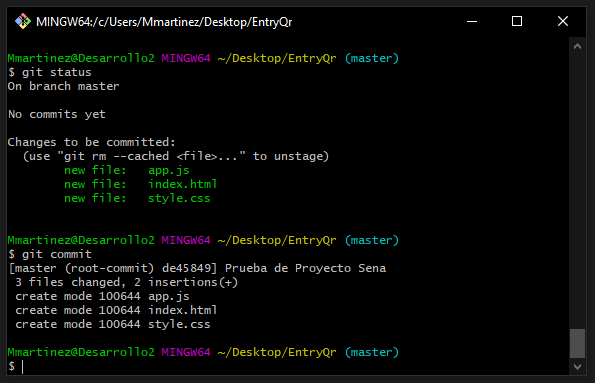 MINGW64:/c/Users/Mmartinez/Desktop/EntryQr
Mmartinez@Desarrollo2 MINGW64 ~/Desktop/EntryQr (master)
$ git status
On branch master
No commits yet
Changes to be committed:
  (use "git rm --cached <file>..." to unstage)
        new file:   app.js
        new file:   index.html
        new file:   style.css
Mmartinez@Desarrollo2 MINGW64 ~/Desktop/EntryQr (master)
$ git commit
[master (root-commit) de45849] Prueba de Proyecto Sena
 3 files changed, 2 insertions(+)
 create mode 100644 app.js
 create mode 100644 index.html
 create mode 100644 style.css
Mmartinez@Desarrollo2 MINGW64 ~/Desktop/EntryQr (master)
$